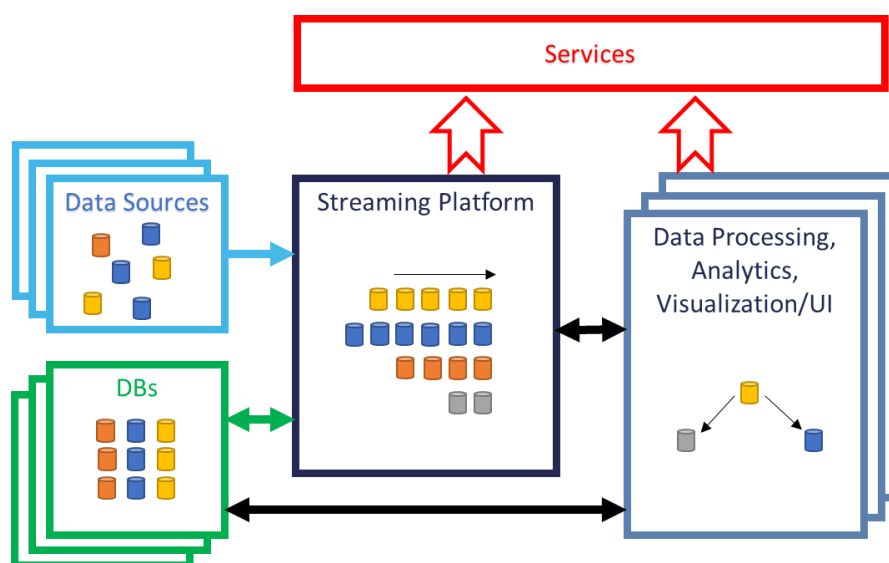 Services
Data Sources
Streaming Platform
Data Processing,
Analytics,
Visualization/UI
DBs